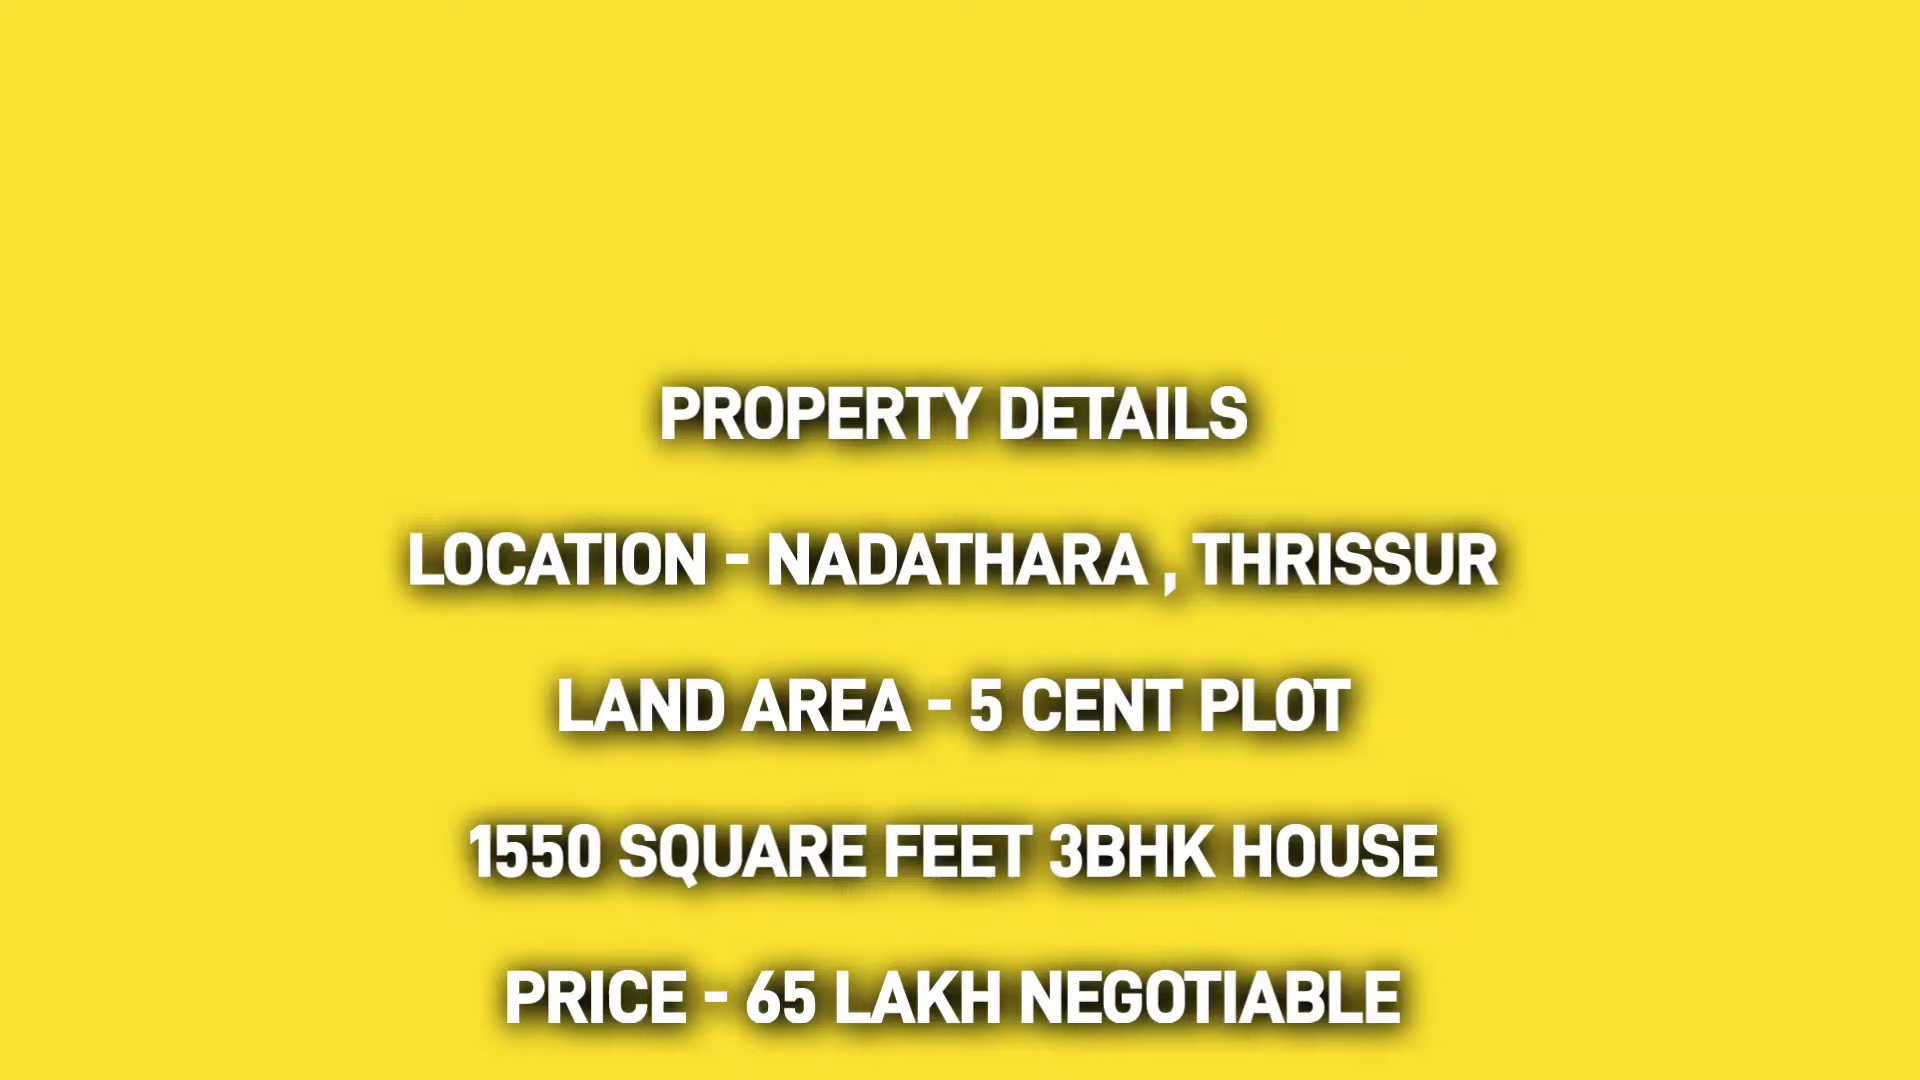 PROPERTY DETAILS
LOCATION - NADATHARA , THRISSUR
LAND AREA - 5 CENT PLOT
1550 SQUARE FEET 3BHK HOUSE
PRICE - 65 LAKH NEGOTIABLE